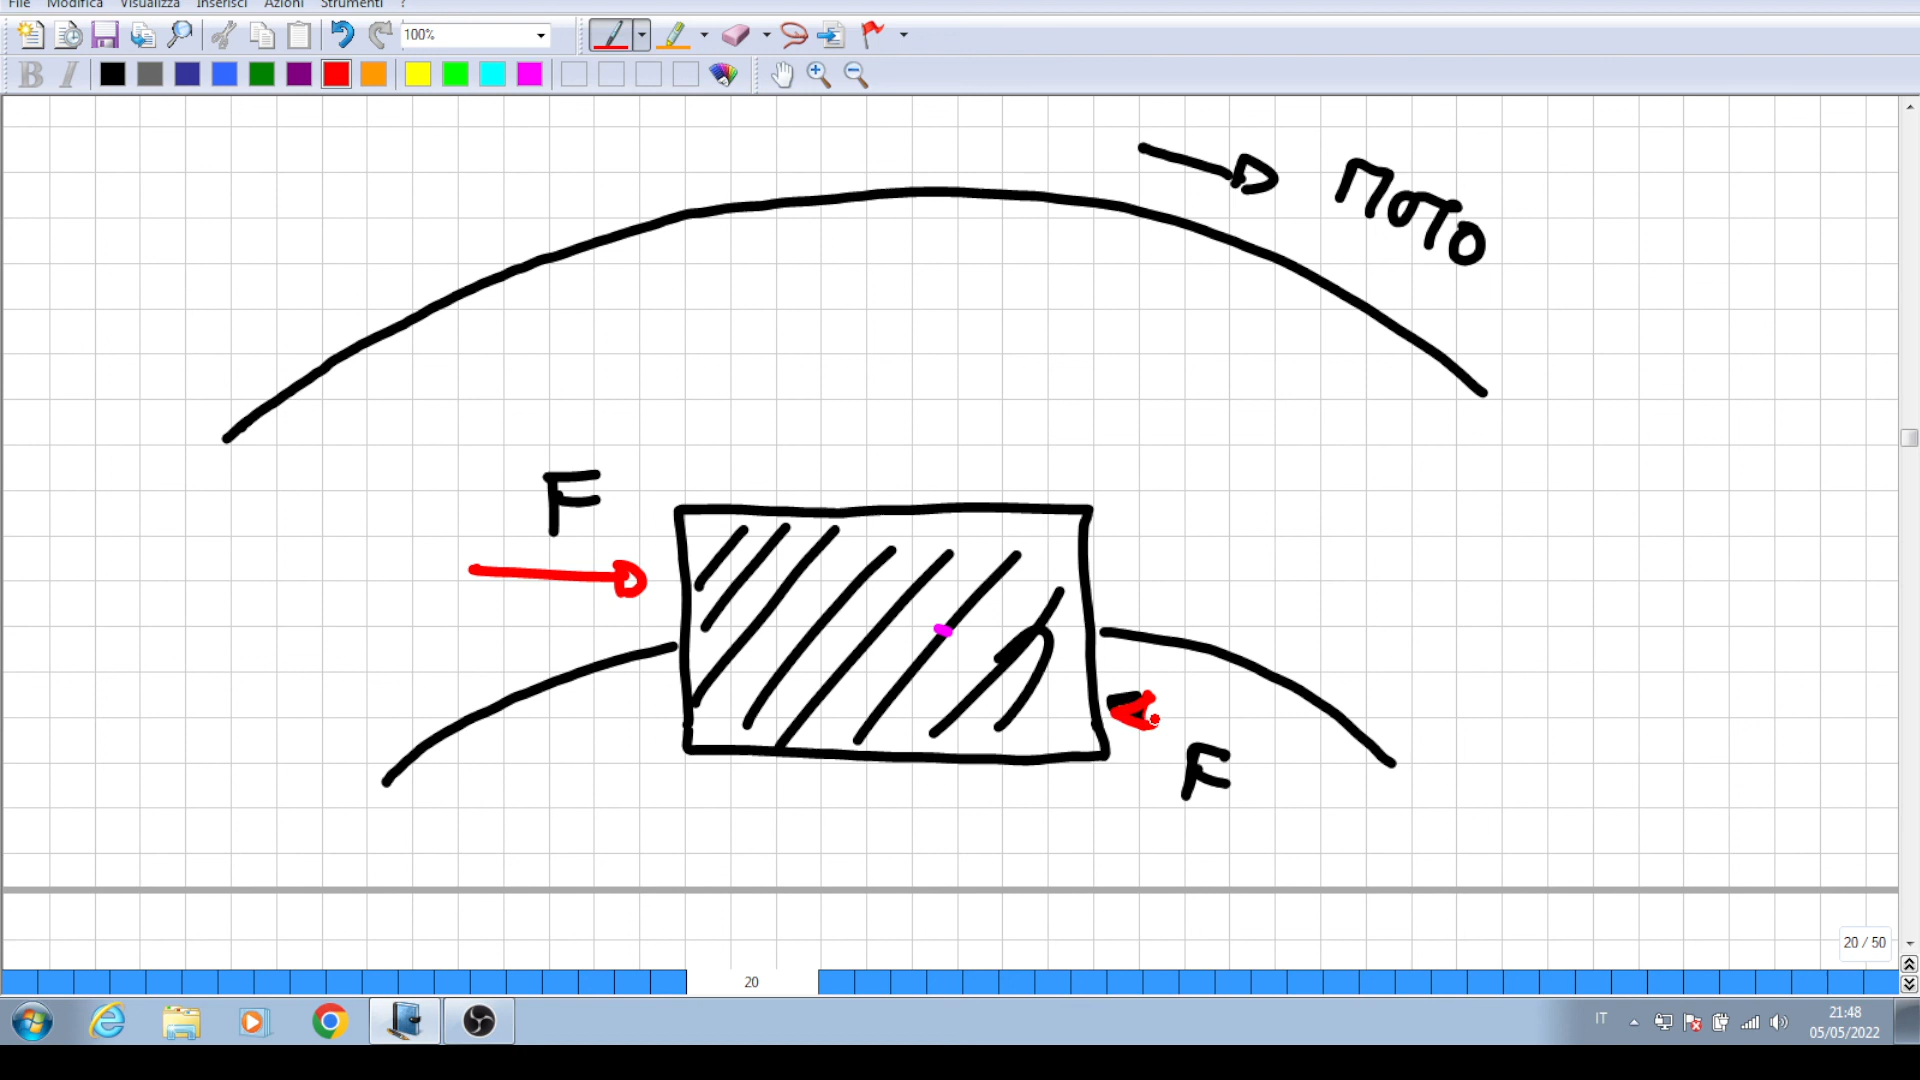 File Modifica Visualizza Inserisci Azioni Strumenti ?
100%
B I
MOTO
F
F
20 / 50
20
IT
21:48
05/05/2022